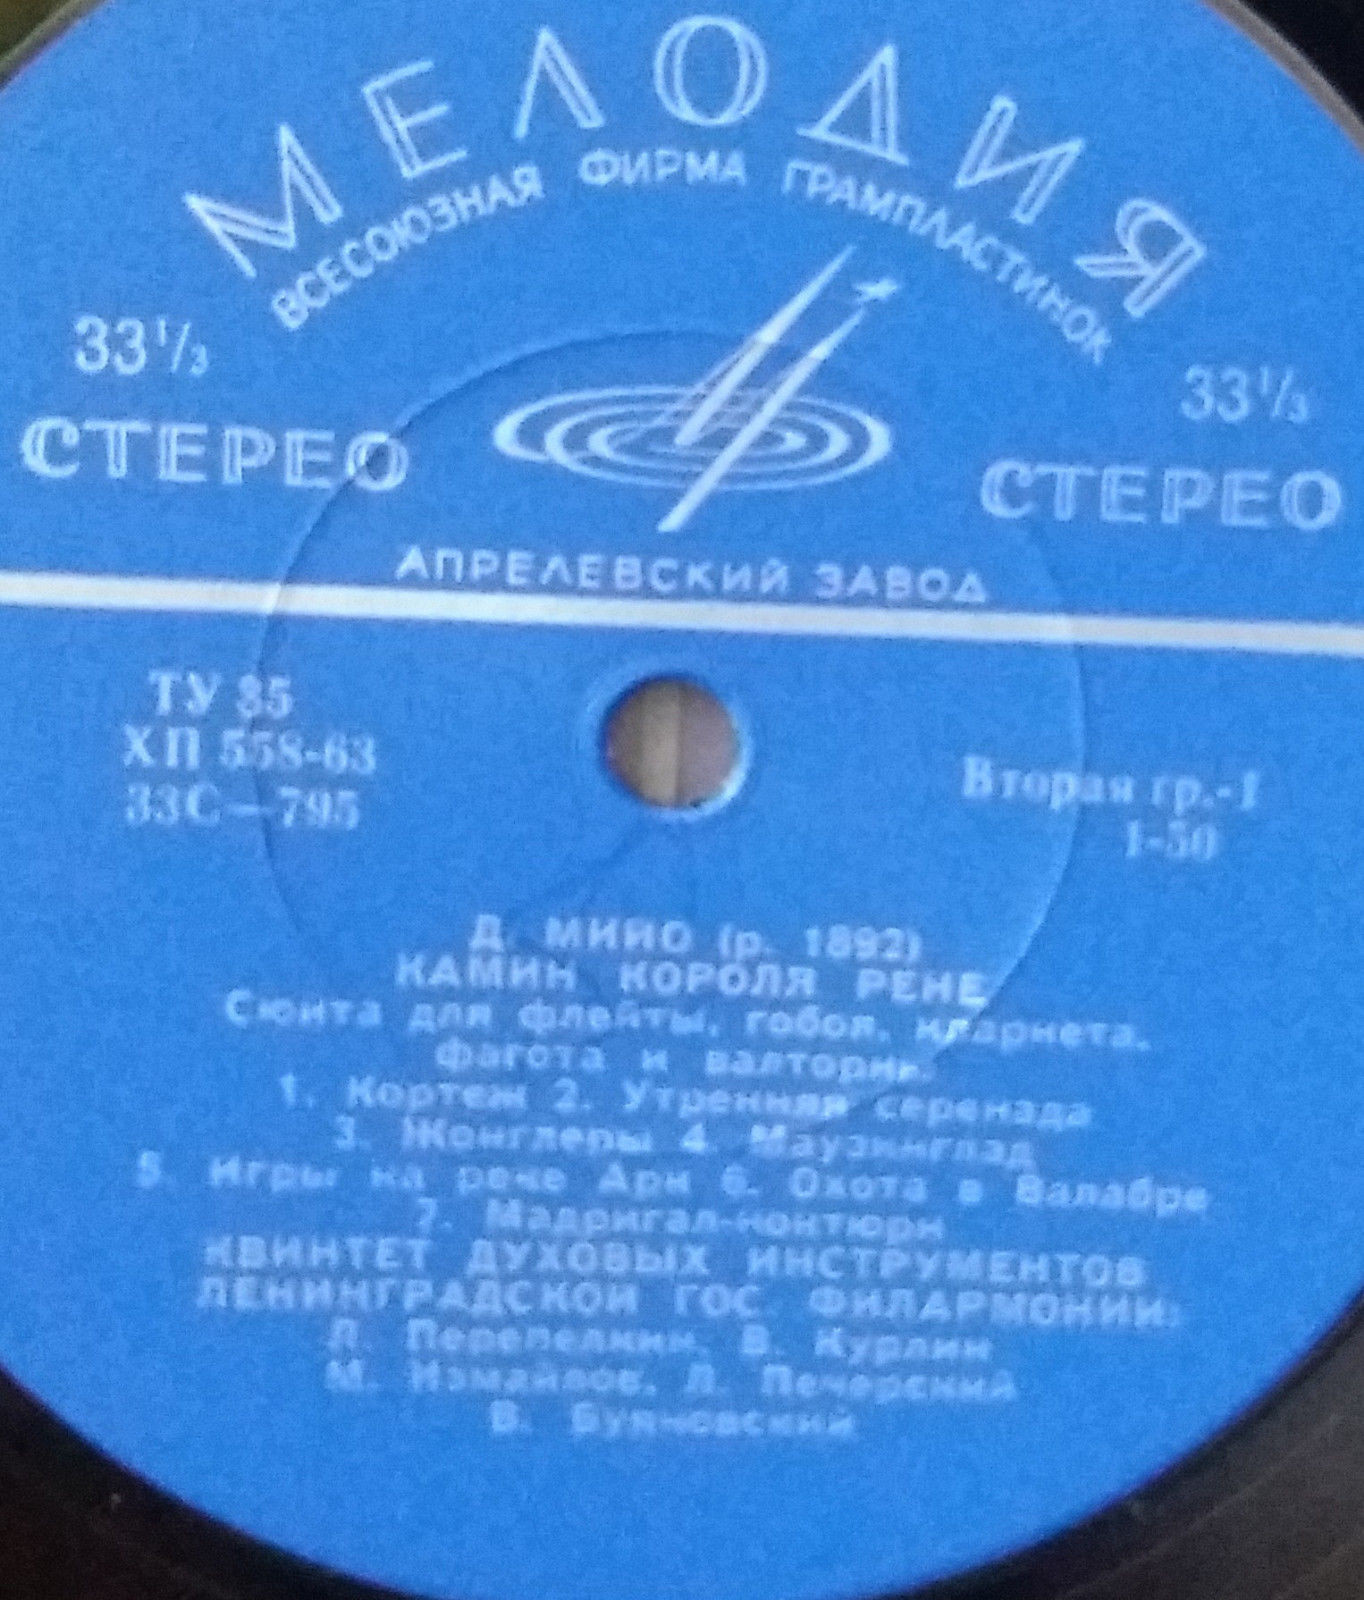 МЕЛОДИЯ
ВСЕСОЮЗНАЯ ФИРМА ГРАМПЛАСТИНОК
33⅓ 33⅓
СТЕРЕО СТЕРЕО
АПРЕЛЕВСКИЙ ЗАВОД
ТУ 35
ХП 558-63
33С—795
Вторая гр.-1
1-50
Д. МИЙО (р. 1892)
КАМИН КОРОЛЯ РЕНЕ
Сюита для флейты, гобоя, кларнета,
фагота и валторны:
1. Кортеж 2. Утренняя серенада
3. Жонглеры 4. Маузинглад
5. Игры на реке Арк 6. Охота в Валабре
7. Мадригал-ноктюрн
КВИНТЕТ ДУХОВЫХ ИНСТРУМЕНТОВ
ЛЕНИНГРАДСКОЙ ГОС. ФИЛАРМОНИИ:
Л. Перепелкин, В. Курлин
М. Измайлов, Л. Печерский
В. Буяновский